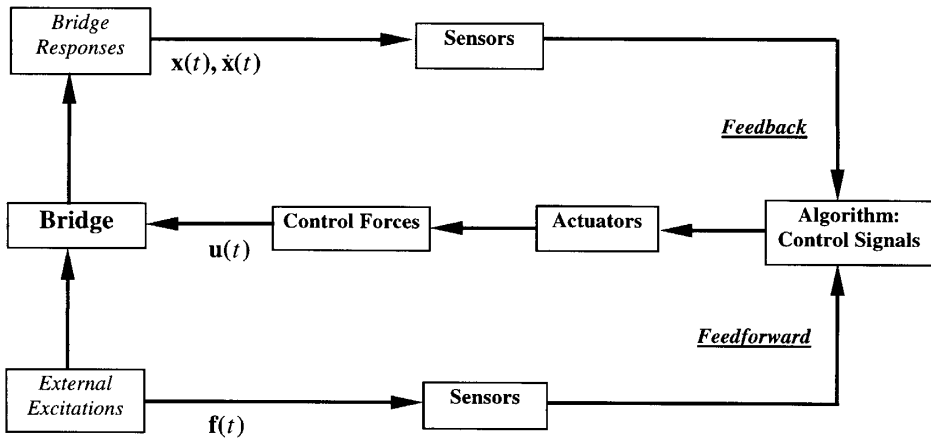 Bridge
Responses
Sensors
x(t), ẋ(t)
Feedback
Bridge
Control Forces
Actuators
Algorithm:
Control Signals
u(t)
Feedforward
External
Excitations
Sensors
f(t)